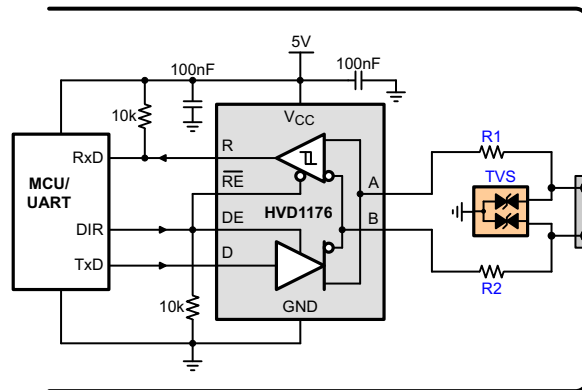 5V
100nF
100nF
10k
VCC
R1
RxD
R
TVS
RE
A
MCU/
UART
HVD1176
DIR
DE
B
TxD
D
10k
GND
R2